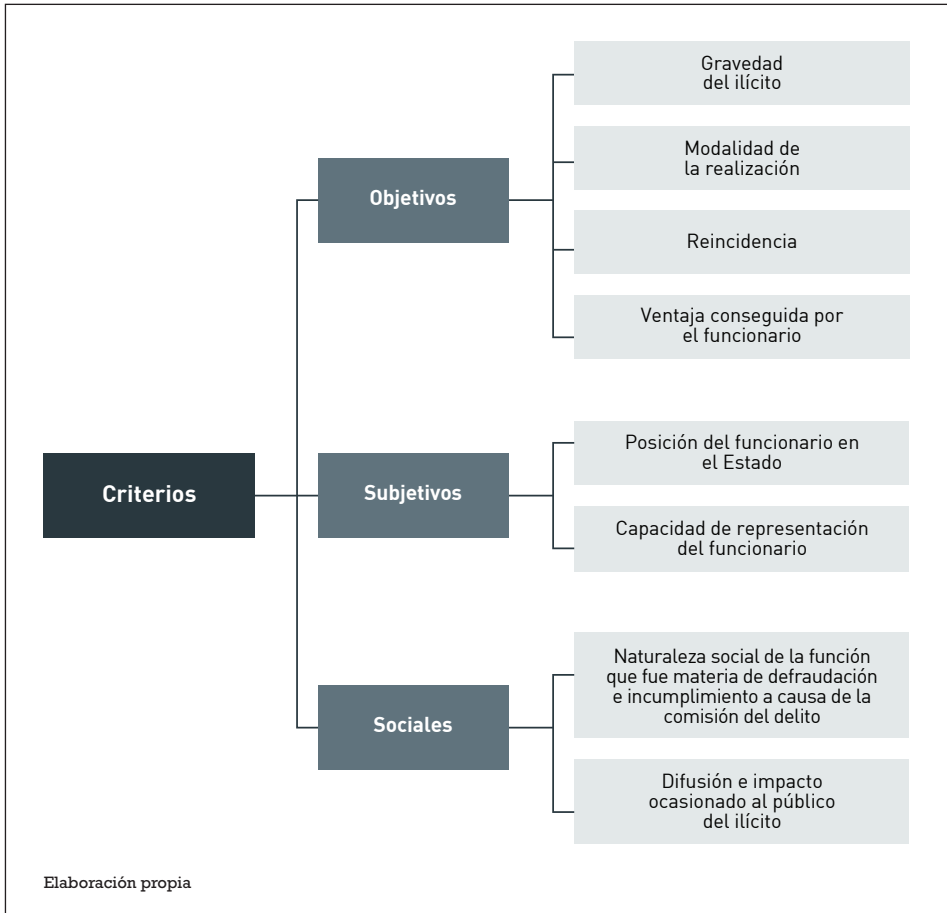 Criterios
Objetivos
Gravedad
del ilícito
Modalidad de
la realización
Reincidencia
Ventaja conseguida por
el funcionario
Subjetivos
Posición del funcionario en
el Estado
Capacidad de representación
del funcionario
Sociales
Naturaleza social de la función
que fue materia de defraudación
e incumplimiento a causa de la
comisión del delito
Difusión e impacto
ocasionado al público
del ilícito
Elaboración propia